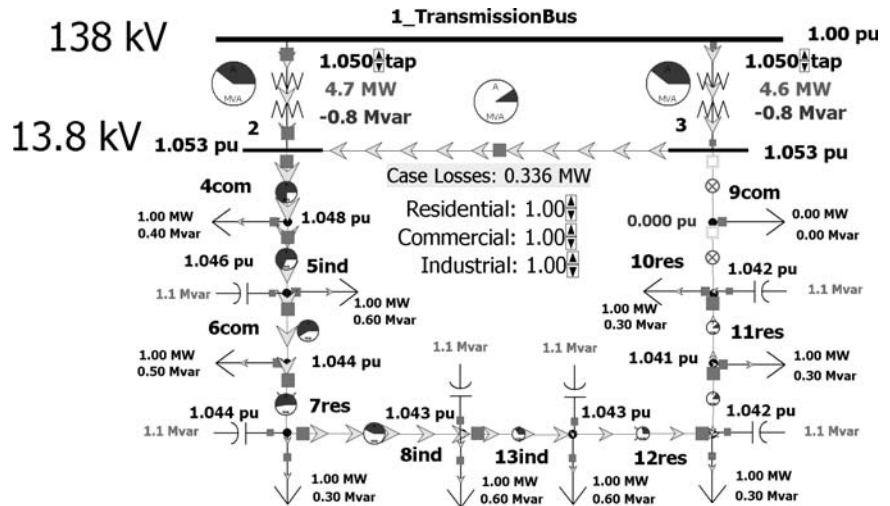 1_TransmissionBus
138 kV
1.00 pu
1.050 tap
1.050 tap
A
MVA
A
MVA
A
MVA
4.7 MW
4.6 MW
-0.8 Mvar
-0.8 Mvar
13.8 kV
2
3
1.053 pu
1.053 pu
Case Losses: 0.336 MW
4com
9com
1.00 MW
0.40 Mvar
1.048 pu
Residential: 1.00
0.000 pu
0.00 MW
0.00 Mvar
Commercial: 1.00
1.046 pu
5ind
Industrial: 1.00
10res
1.042 pu
1.1 Mvar
1.00 MW
0.60 Mvar
1.00 MW
0.30 Mvar
1.1 Mvar
6com
11res
1.00 MW
0.50 Mvar
1.044 pu
1.1 Mvar
1.1 Mvar
1.041 pu
1.00 MW
0.30 Mvar
7res
1.044 pu
1.043 pu
1.043 pu
1.042 pu
1.1 Mvar
1.1 Mvar
8ind
13ind
12res
1.00 MW
0.30 Mvar
1.00 MW
0.60 Mvar
1.00 MW
0.60 Mvar
1.00 MW
0.30 Mvar